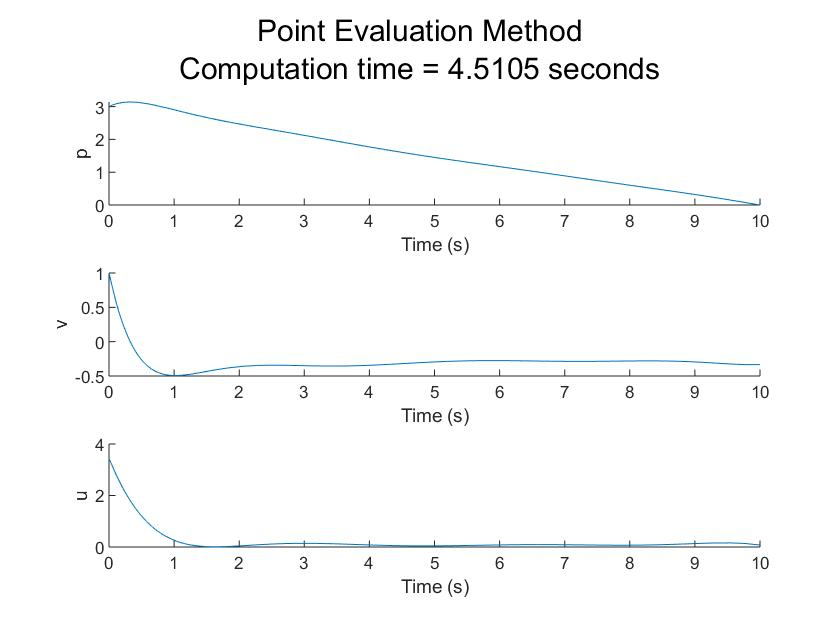 Point Evaluation Method
Computation time = 4.5105 seconds
3
2
1
0
p
0 1 2 3 4 5 6 7 8 9 10
Time (s)
1
0.5
0
-0.5
v
0 1 2 3 4 5 6 7 8 9 10
Time (s)
4
2
0
u
0 1 2 3 4 5 6 7 8 9 10
Time (s)